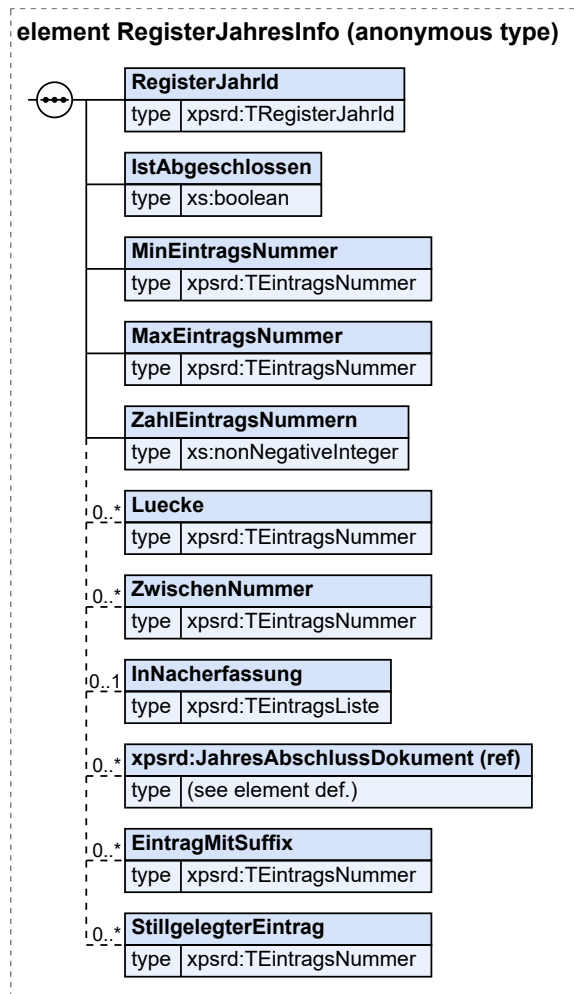 element RegisterJahresInfo (anonymous type)
RegisterJahrId
type xpsrd:TRegisterJahrId
IstAbgeschlossen
type xs:boolean
MinEintragsNummer
type xpsrd:TEintragsNummer
MaxEintragsNummer
type xpsrd:TEintragsNummer
ZahlEintragsNummern
type xs:nonNegativeInteger
0..* Luecke
type xpsrd:TEintragsNummer
0..* ZwischenNummer
type xpsrd:TEintragsNummer
0..1 InNacherfassung
type xpsrd:TEintragsListe
0..* xpsrd:JahresAbschlussDokument (ref)
type (see element def.)
0..* EintragMitSuffix
type xpsrd:TEintragsNummer
0..* StillgelegterEintrag
type xpsrd:TEintragsNummer